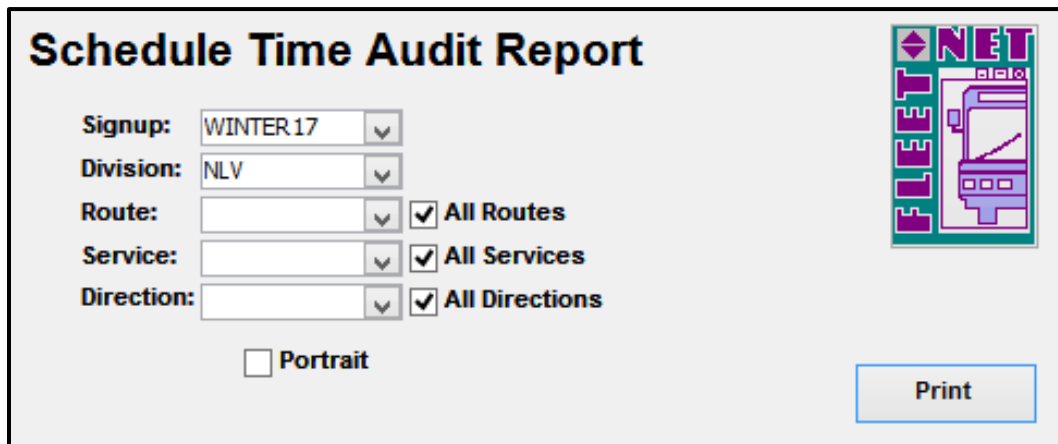 Schedule Time Audit Report
FLEET NET
Signup: WINTER17
Division: NLV
Route: All Routes
Service: All Services
Direction: All Directions
Portrait
Print